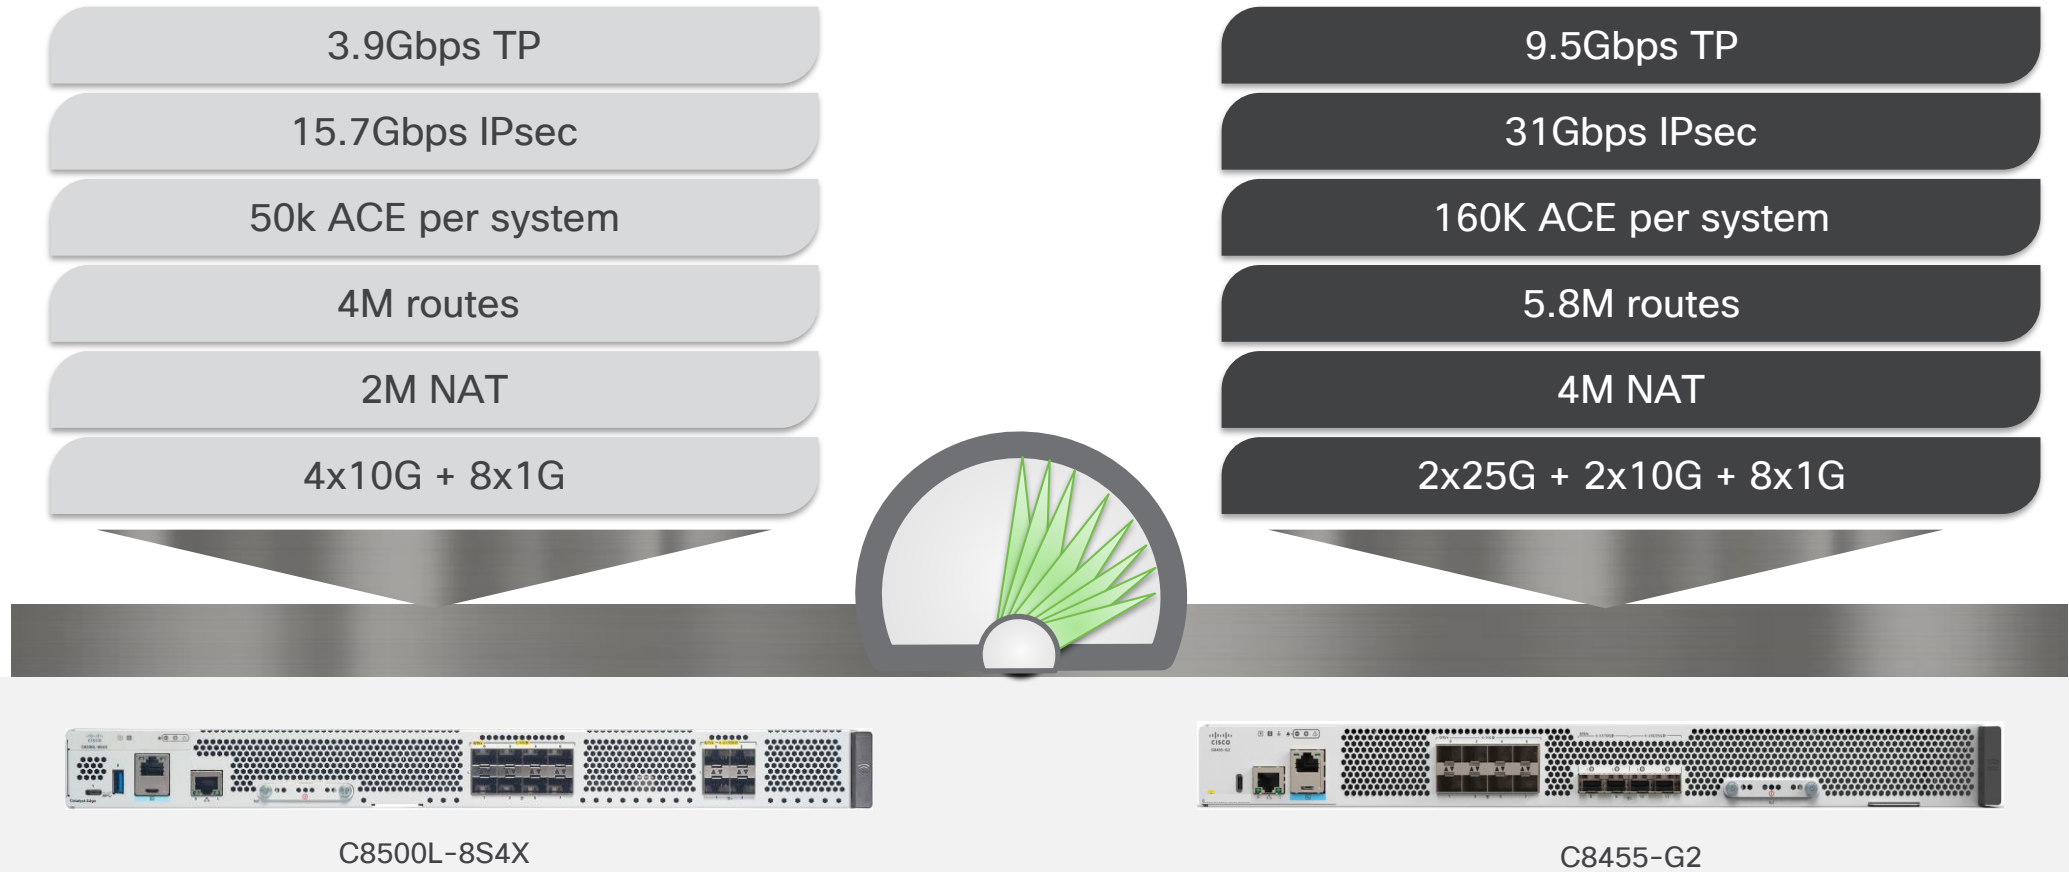 3.9Gbps TP
15.7Gbps IPsec
50k ACE per system
4M routes
2M NAT
4x10G + 8x1G
9.5Gbps TP
31Gbps IPsec
160K ACE per system
5.8M routes
4M NAT
2x25G + 2x10G + 8x1G
CISCO
C8500L-8S4X
C8455-G2